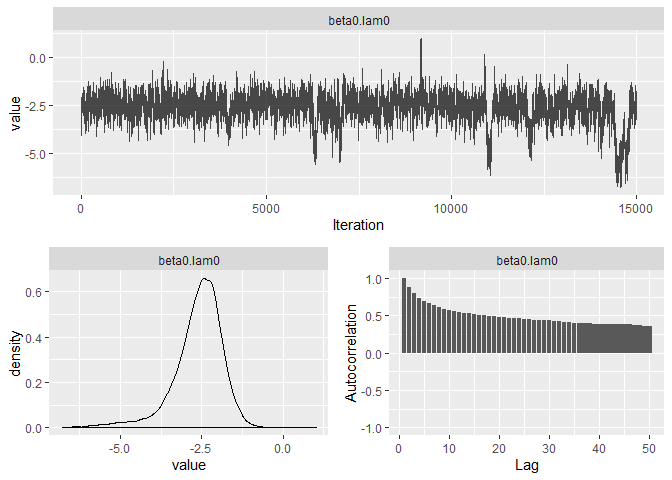 beta0.lam0
value
0.0
-2.5
-5.0
0 5000 10000 15000
Iteration
beta0.lam0
density
0.6
0.4
0.2
0.0
-5.0 -2.5 0.0
value
beta0.lam0
Autocorrelation
1.0
0.5
0.0
-0.5
-1.0
0 10 20 30 40 50
Lag